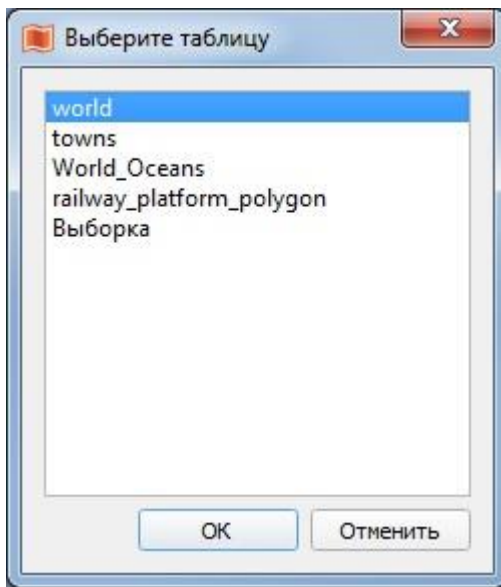 Выберите таблицу
world
towns
World_Oceans
railway_platform_polygon
Выборка
OK
Отменить